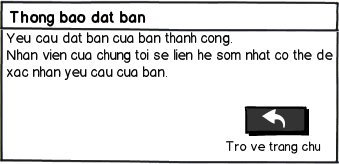 Thong bao dat ban
Yeu cau dat ban cua ban thanh cong.
Nhan vien cua chung toi se lien he som nhat co the de
xac nhan yeu cau cua ban.
Tro ve trang chu